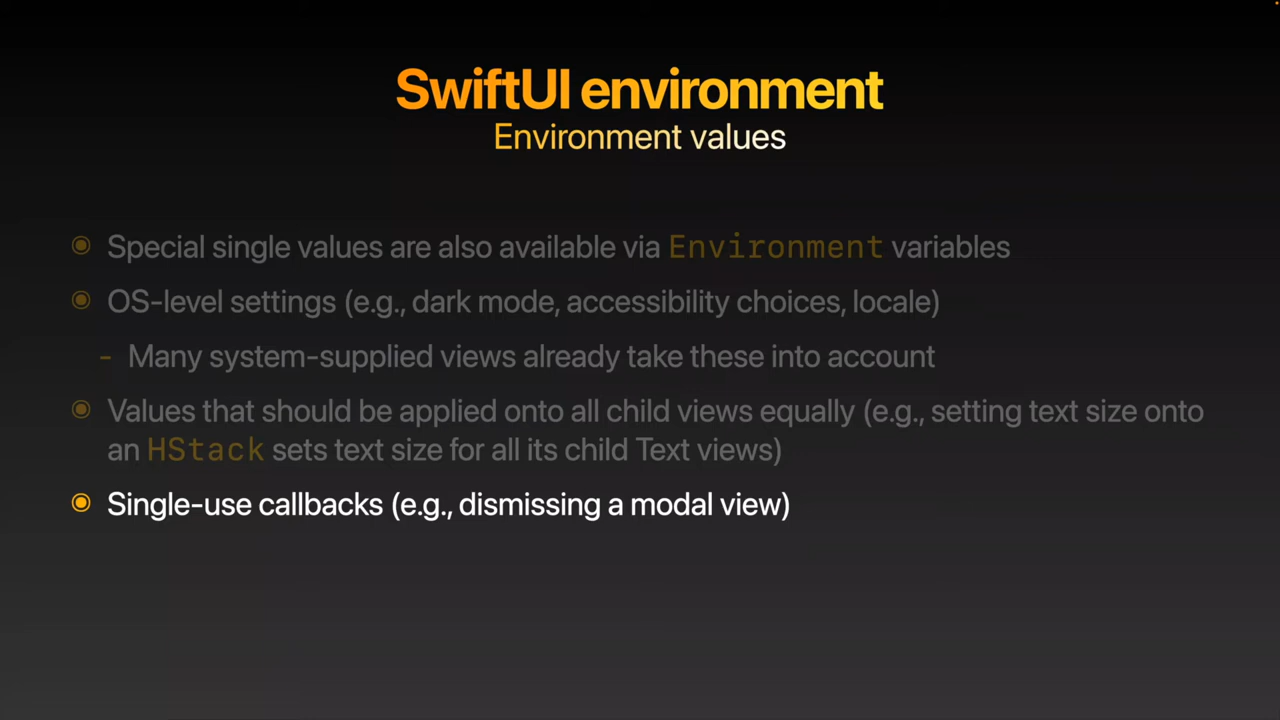 SwiftUI environment
Environment values
Special single values are also available via Environment variables
OS-level settings (e.g., dark mode, accessibility choices, locale)
- Many system-supplied views already take these into account
Values that should be applied onto all child views equally (e.g., setting text size onto
an HStack sets text size for all its child Text views)
Single-use callbacks (e.g., dismissing a modal view)